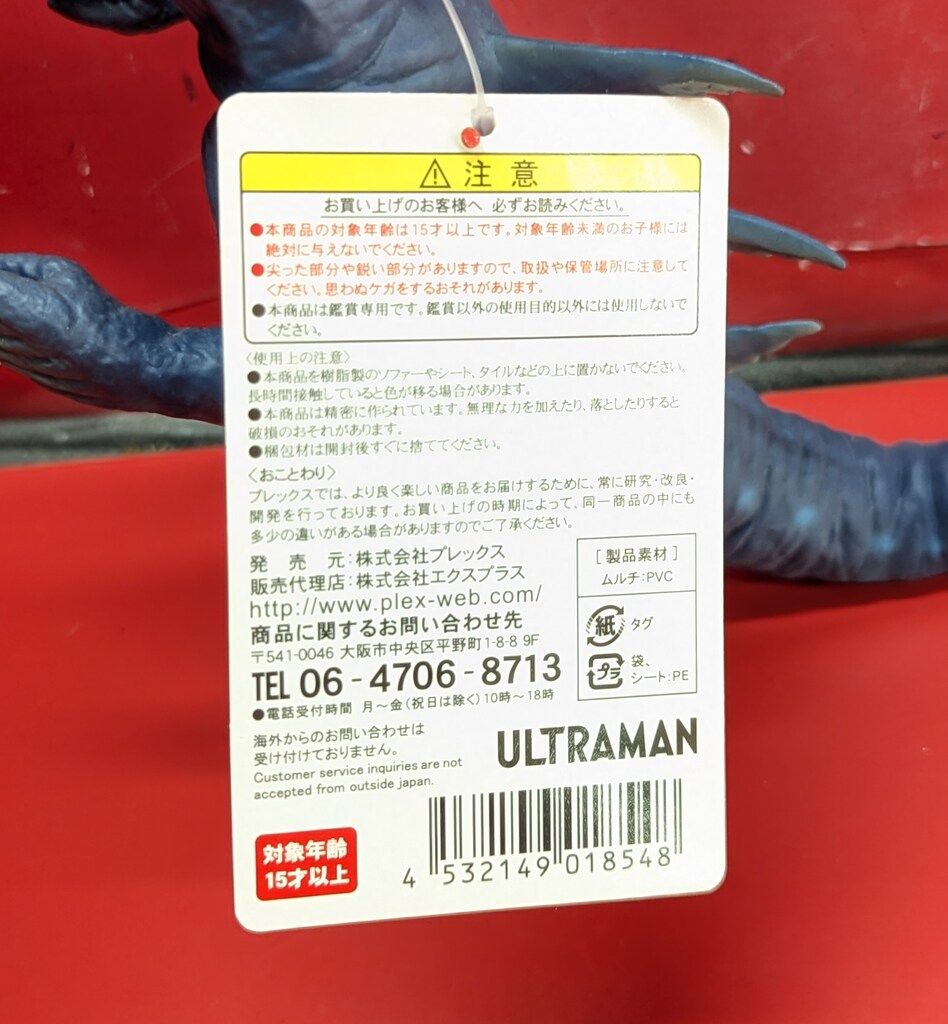 ⚠注意
お買い上げのお客様へ 必ずお読みください。
●本商品の対象年齢は15才以上です。対象年齢未満のお子様には
絶対に与えないでください。
●尖った部分や鋭い部分がありますので、取扱や保管場所に注意して
ください。思わぬケガをするおそれがあります。
●本商品は鑑賞専用です。鑑賞以外の使用目的以外には使用しないで
ください。
〈使用上の注意〉
●本商品を樹脂製のソファーやシート、タイルなどの上に置かないでください。
長時間接触していると色が移る場合があります。
●本商品は精密に作られています。無理な力を加えたり、落としたりすると
破損のおそれがあります。
●梱包材は開封後すぐに捨ててください。
〈おことわり〉
プレックスでは、より良く楽しい商品をお届けするために、常に研究・改良・
開発を行っております。お買い上げの時期によって、同一商品の中にも
多少の違いがある場合がありますのでご了承ください。
発売元：株式会社プレックス
販売代理店：株式会社エクスプラス
http://www.plex-web.com/
商品に関するお問い合わせ先
〒541-0046 大阪市中央区平野町1-8-8 9F
TEL 06-4706-8713
●電話受付時間 月～金(祝日は除く)10時～18時
[製品素材]
ムルチ：PVC
紙 タグ
プラ 袋、
シート：PE
海外からのお問い合わせは
受け付けておりません。
Customer service inquiries are not
accepted from outside japan.
ULTRAMAN
対象年齢
15才以上
4 532149 018548